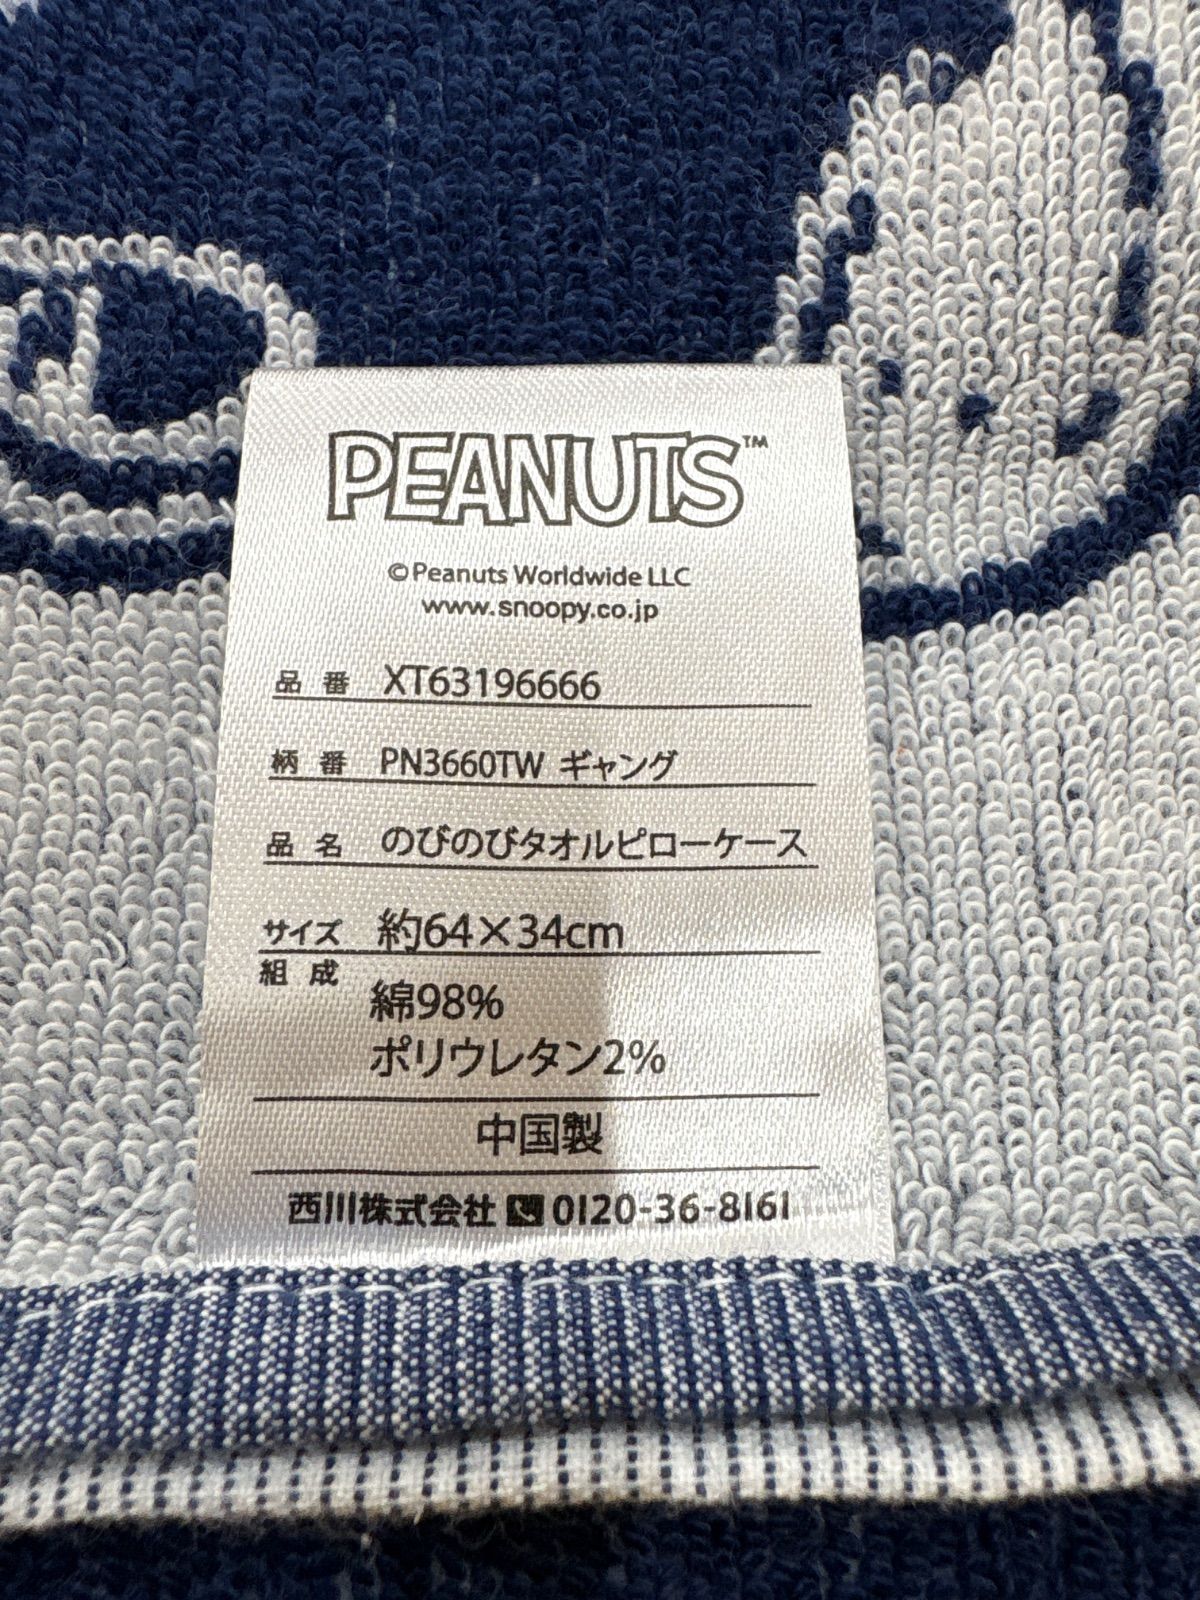 PEANUTS™
©Peanuts Worldwide LLC
www.snoopy.co.jp
品番 XT63196666
柄番 PN3660TW ギャング
品名 のびのびタオルピローケース
サイズ 約64×34cm
組成 綿98%
ポリウレタン2%
中国製
西川株式会社 0120-36-8161